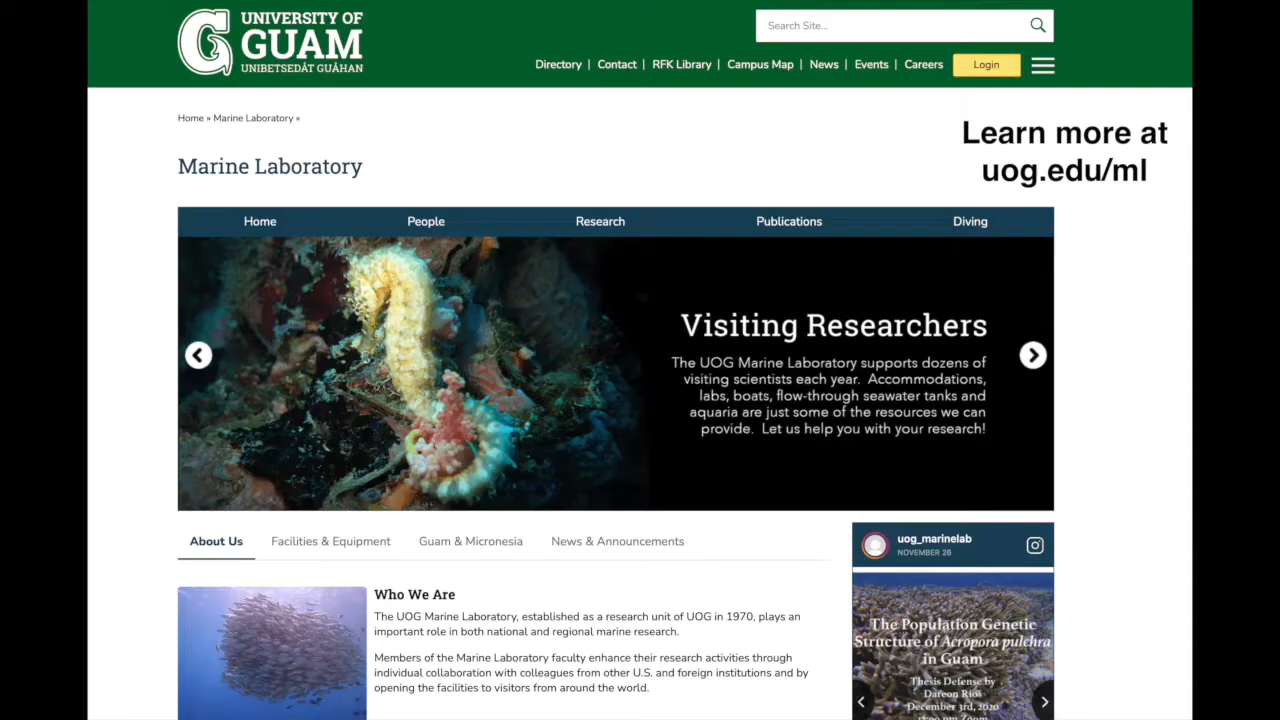 UNIVERSITY OF
GUAM
UNIBETSEDÅT GUÅHAN
Search Site...
Directory | Contact | RFK Library | Campus Map | News | Events | Careers
Login
Home » Marine Laboratory »
Learn more at
uog.edu/ml
Marine Laboratory
Home People Research Publications Diving
Visiting Researchers
The UOG Marine Laboratory supports dozens of
visiting scientists each year. Accommodations,
labs, boats, flow-through seawater tanks and
aquaria are just some of the resources we can
provide. Let us help you with your research!
About Us Facilities & Equipment Guam & Micronesia News & Announcements
uog_marinelab
NOVEMBER 26
Who We Are
The UOG Marine Laboratory, established as a research unit of UOG in 1970, plays an
important role in both national and regional marine research.
Members of the Marine Laboratory faculty enhance their research activities through
individual collaboration with colleagues from other U.S. and foreign institutions and by
opening the facilities to visitors from around the world.
The Population Genetic
Structure of Acropora pulchra
in Guam
Thesis Defense by
Dareon Rios
December 3rd, 2020
Zoom